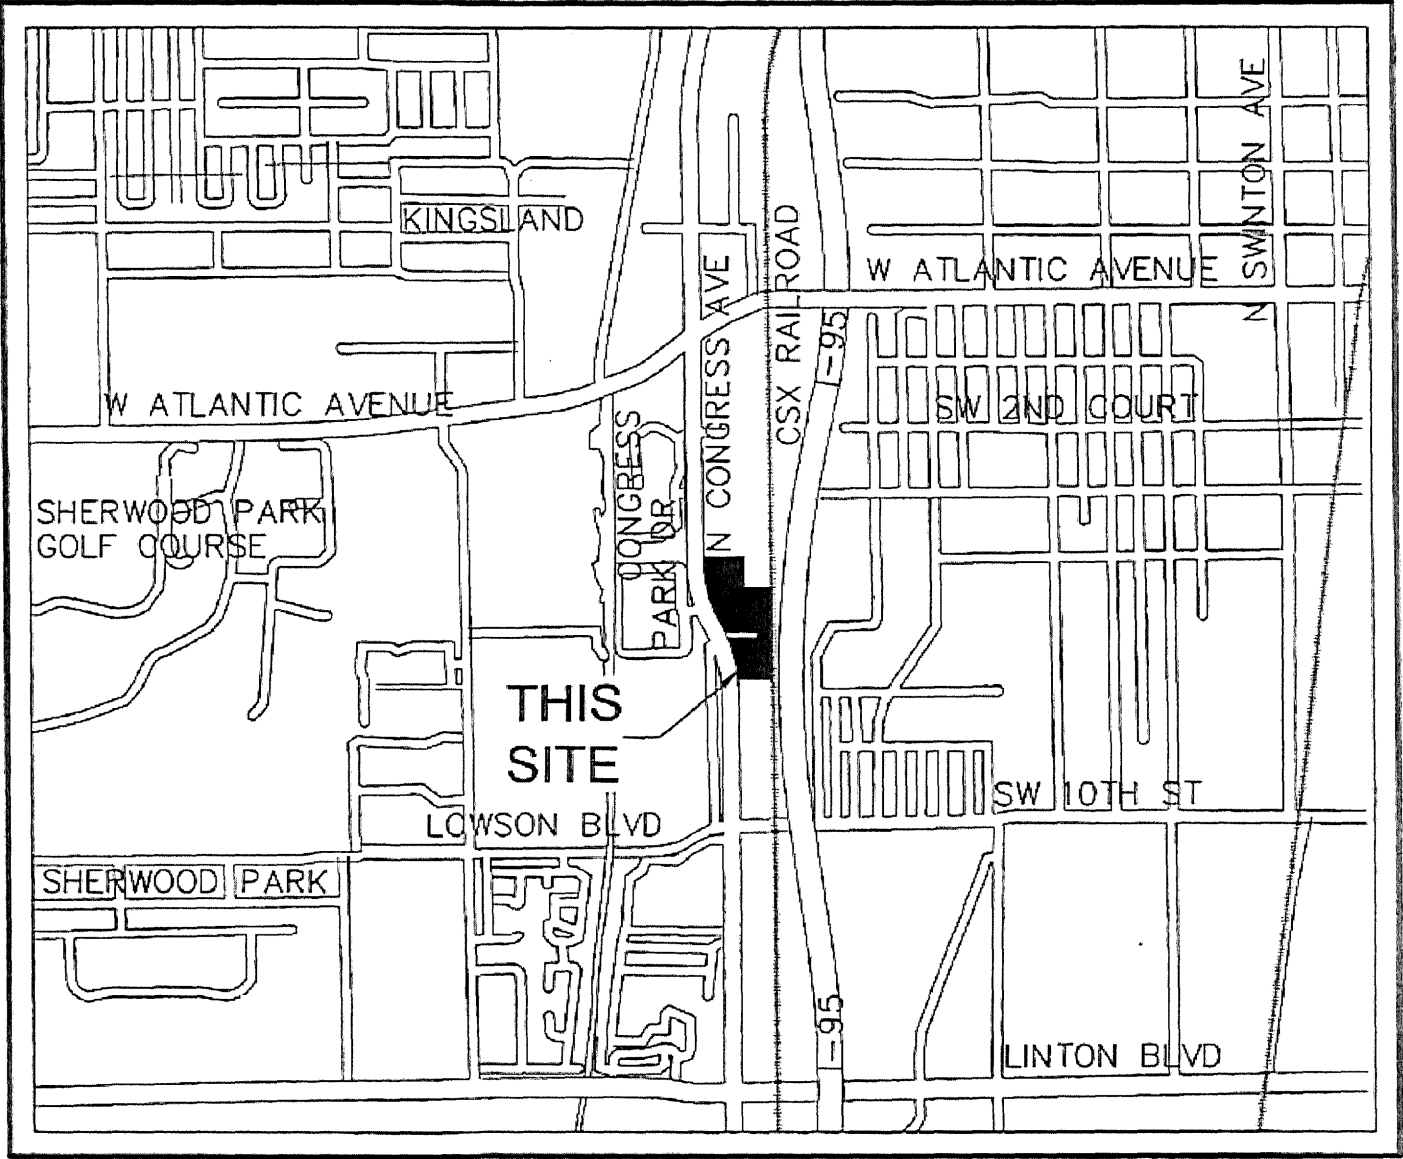 N SWINTON AVE
KINGSLAND
W ATLANTIC AVENUE
N CONGRESS AVE
CSX RAILROAD
I-95
W ATLANTIC AVENUE
SW 2ND COURT
CONGRESS
PARK DR
SHERWOOD PARK
GOLF COURSE
THIS
SITE
SW 10TH ST
LOWSON BLVD
SHERWOOD PARK
I-95
LINTON BLVD